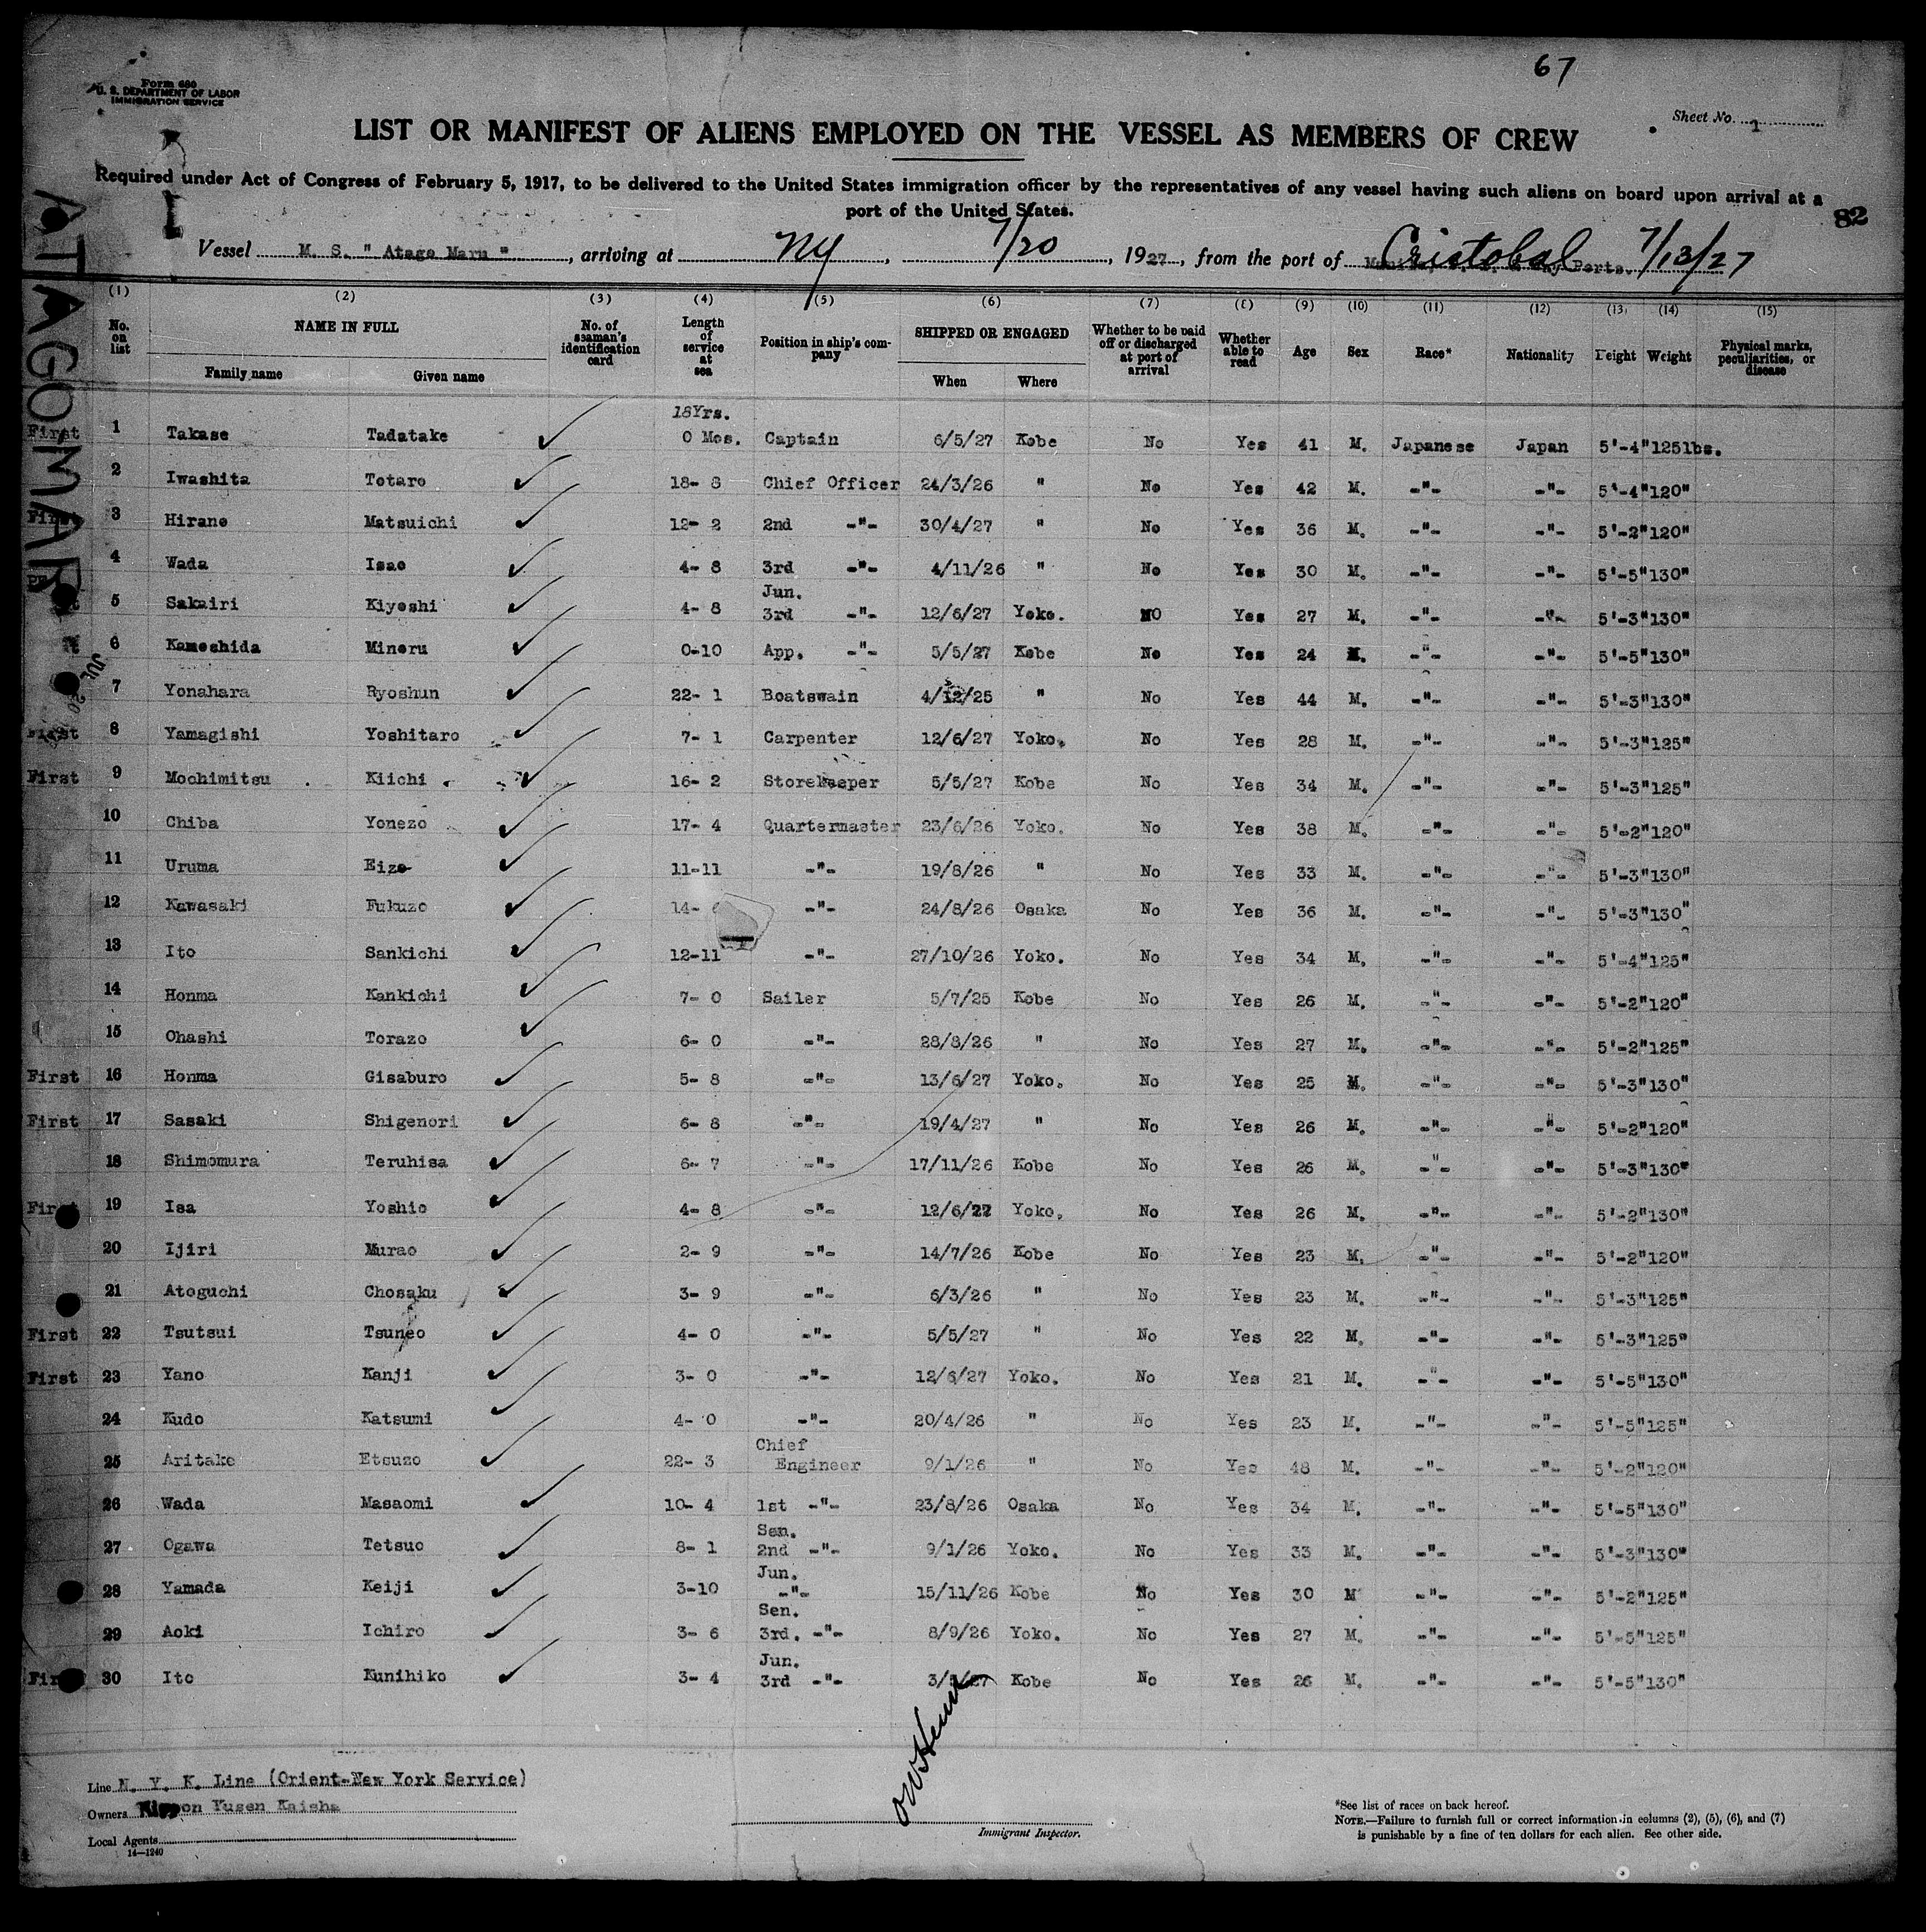 67
Form 680
U. S. DEPARTMENT OF LABOR
IMMIGRATION SERVICE
Sheet No. 1
LIST OR MANIFEST OF ALIENS EMPLOYED ON THE VESSEL AS MEMBERS OF CREW
Required under Act of Congress of February 5, 1917, to be delivered to the United States immigration officer by the representatives of any vessel having such aliens on board upon arrival at a
port of the United States.
82
ATAGO MAR
Vessel M. S. " Atago Maru ", arriving at NY, 7/20, 1927, from the port of Cristobal 7/13/27
(1) (2) (3) (4) (5) (6) (7) (8) (9) (10) (11) (12) (13) (14) (15)
No. on list NAME IN FULL Family name Given name No. of seaman's identification card Length of service at sea Position in ship's company SHIPPED OR ENGAGED When Where Whether to be paid off or discharged at port of arrival Whether able to read Age Sex Race* Nationality Height Weight Physical marks, peculiarities, or disease
First 1 Takase Tadatake 18Yrs. 0 Mos. Captain 6/5/27 Kobe No Yes 41 M. Japanese Japan 5'-4" 125lbs.
2 Iwashita Totaro 18- 8 Chief Officer 24/3/26 " No Yes 42 M. -"- -"- 5'-4" 120"
First 3 Hirano Matsuichi 12- 2 2nd -"- 30/4/27 " No Yes 36 M. -"- -"- 5'-2" 120"
4 Wada Isao 4- 8 3rd -"- 4/11/26 " No Yes 30 M. -"- -"- 5'-5" 130"
5 Sakairi Kiyoshi 4- 8 Jun. 3rd -"- 12/6/27 Yoko. NO Yes 27 M. -"- -"- 5'-3" 130"
6 Kameshida Minoru 0-10 App. -"- 5/5/27 Kobe No Yes 24 M. -"- -"- 5'-5" 130"
7 Yonahara Ryoshun 22- 1 Boatswain 4/12/25 " No Yes 44 M. -"- -"- 5'-3" 130"
First 8 Yamagishi Yoshitaro 7- 1 Carpenter 12/6/27 Yoko. No Yes 28 M. -"- -"- 5'-3" 125"
First 9 Mochimitsu Kiichi 16- 2 Storekeeper 5/5/27 Kobe No Yes 34 M. -"- -"- 5'-3" 125"
10 Chiba Yonezo 17- 4 Quartermaster 23/6/26 Yoko. No Yes 38 M. -"- -"- 5'-2" 120"
11 Uruma Eizo 11-11 -"- 19/8/26 " No Yes 33 M. -"- -"- 5'-3" 130"
12 Kawasaki Fukuzo 14- -"- 24/8/26 Osaka No Yes 36 M. -"- -"- 5'-3" 130"
13 Ito Sankichi 12-11 -"- 27/10/26 Yoko. No Yes 34 M. -"- -"- 5'-4" 125"
14 Honma Kankichi 7- 0 Sailer 5/7/25 Kobe No Yes 26 M. -"- -"- 5'-2" 120"
15 Ohashi Torazo 6- 0 -"- 28/8/26 " No Yes 27 M. -"- -"- 5'-2" 125"
First 16 Honma Gisaburo 5- 8 -"- 13/6/27 Yoko. No Yes 25 M. -"- -"- 5'-3" 130"
First 17 Sasaki Shigenori 6- 8 -"- 19/4/27 " No Yes 26 M. -"- -"- 5'-2" 120"
18 Shimomura Teruhisa 6- 7 -"- 17/11/26 Kobe No Yes 26 M. -"- -"- 5'-3" 130"
First 19 Isa Yoshio 4- 8 -"- 12/6/27 Yoko. No Yes 26 M. -"- -"- 5'-2" 130"
20 Ijiri Murao 2- 9 -"- 14/7/26 Kobe No Yes 23 M. -"- -"- 5'-2" 120"
21 Atoguchi Chosaku 3- 9 -"- 6/3/26 " No Yes 23 M. -"- -"- 5'-3" 125"
First 22 Tsutsui Tsuneo 4- 0 -"- 5/5/27 " No Yes 22 M. -"- -"- 5'-3" 125"
First 23 Yano Kanji 3- 0 -"- 12/6/27 Yoko. No Yes 21 M. -"- -"- 5'-5" 130"
24 Kudo Katsumi 4- 0 -"- 20/4/26 " No Yes 23 M. -"- -"- 5'-5" 125"
25 Aritake Etsuzo 22- 3 Chief Engineer 9/1/26 " No Yes 48 M. -"- -"- 5'-2" 120"
26 Wada Masaomi 10- 4 1st -"- 23/8/26 Osaka No Yes 34 M. -"- -"- 5'-5" 130"
27 Ogawa Tetsuo 8- 1 Sen. 2nd -"- 9/1/26 Yoko. No Yes 33 M. -"- -"- 5'-3" 130"
28 Yamada Keiji 3-10 Jun. -"- 15/11/26 Kobe No Yes 30 M -"- -"- 5'-2" 125"
29 Aoki Ichiro 3- 6 Sen. 3rd. -"- 8/9/26 Yoko. No Yes 27 M. -"- -"- 5'-5" 125"
First 30 Ito Kunihiko 3- 4 Jun. 3rd -"- 3/5/27 Kobe No Yes 26 M. -"- -"- 5'-5" 130"
Line N. Y. K. Line (Orient-New York Service)
Owners Nippon Yusen Kaisha
Local Agents
14—1240
Immigrant Inspector.
*See list of races on back hereof.
NOTE.—Failure to furnish full or correct information in columns (2), (5), (6), and (7)
is punishable by a fine of ten dollars for each alien. See other side.